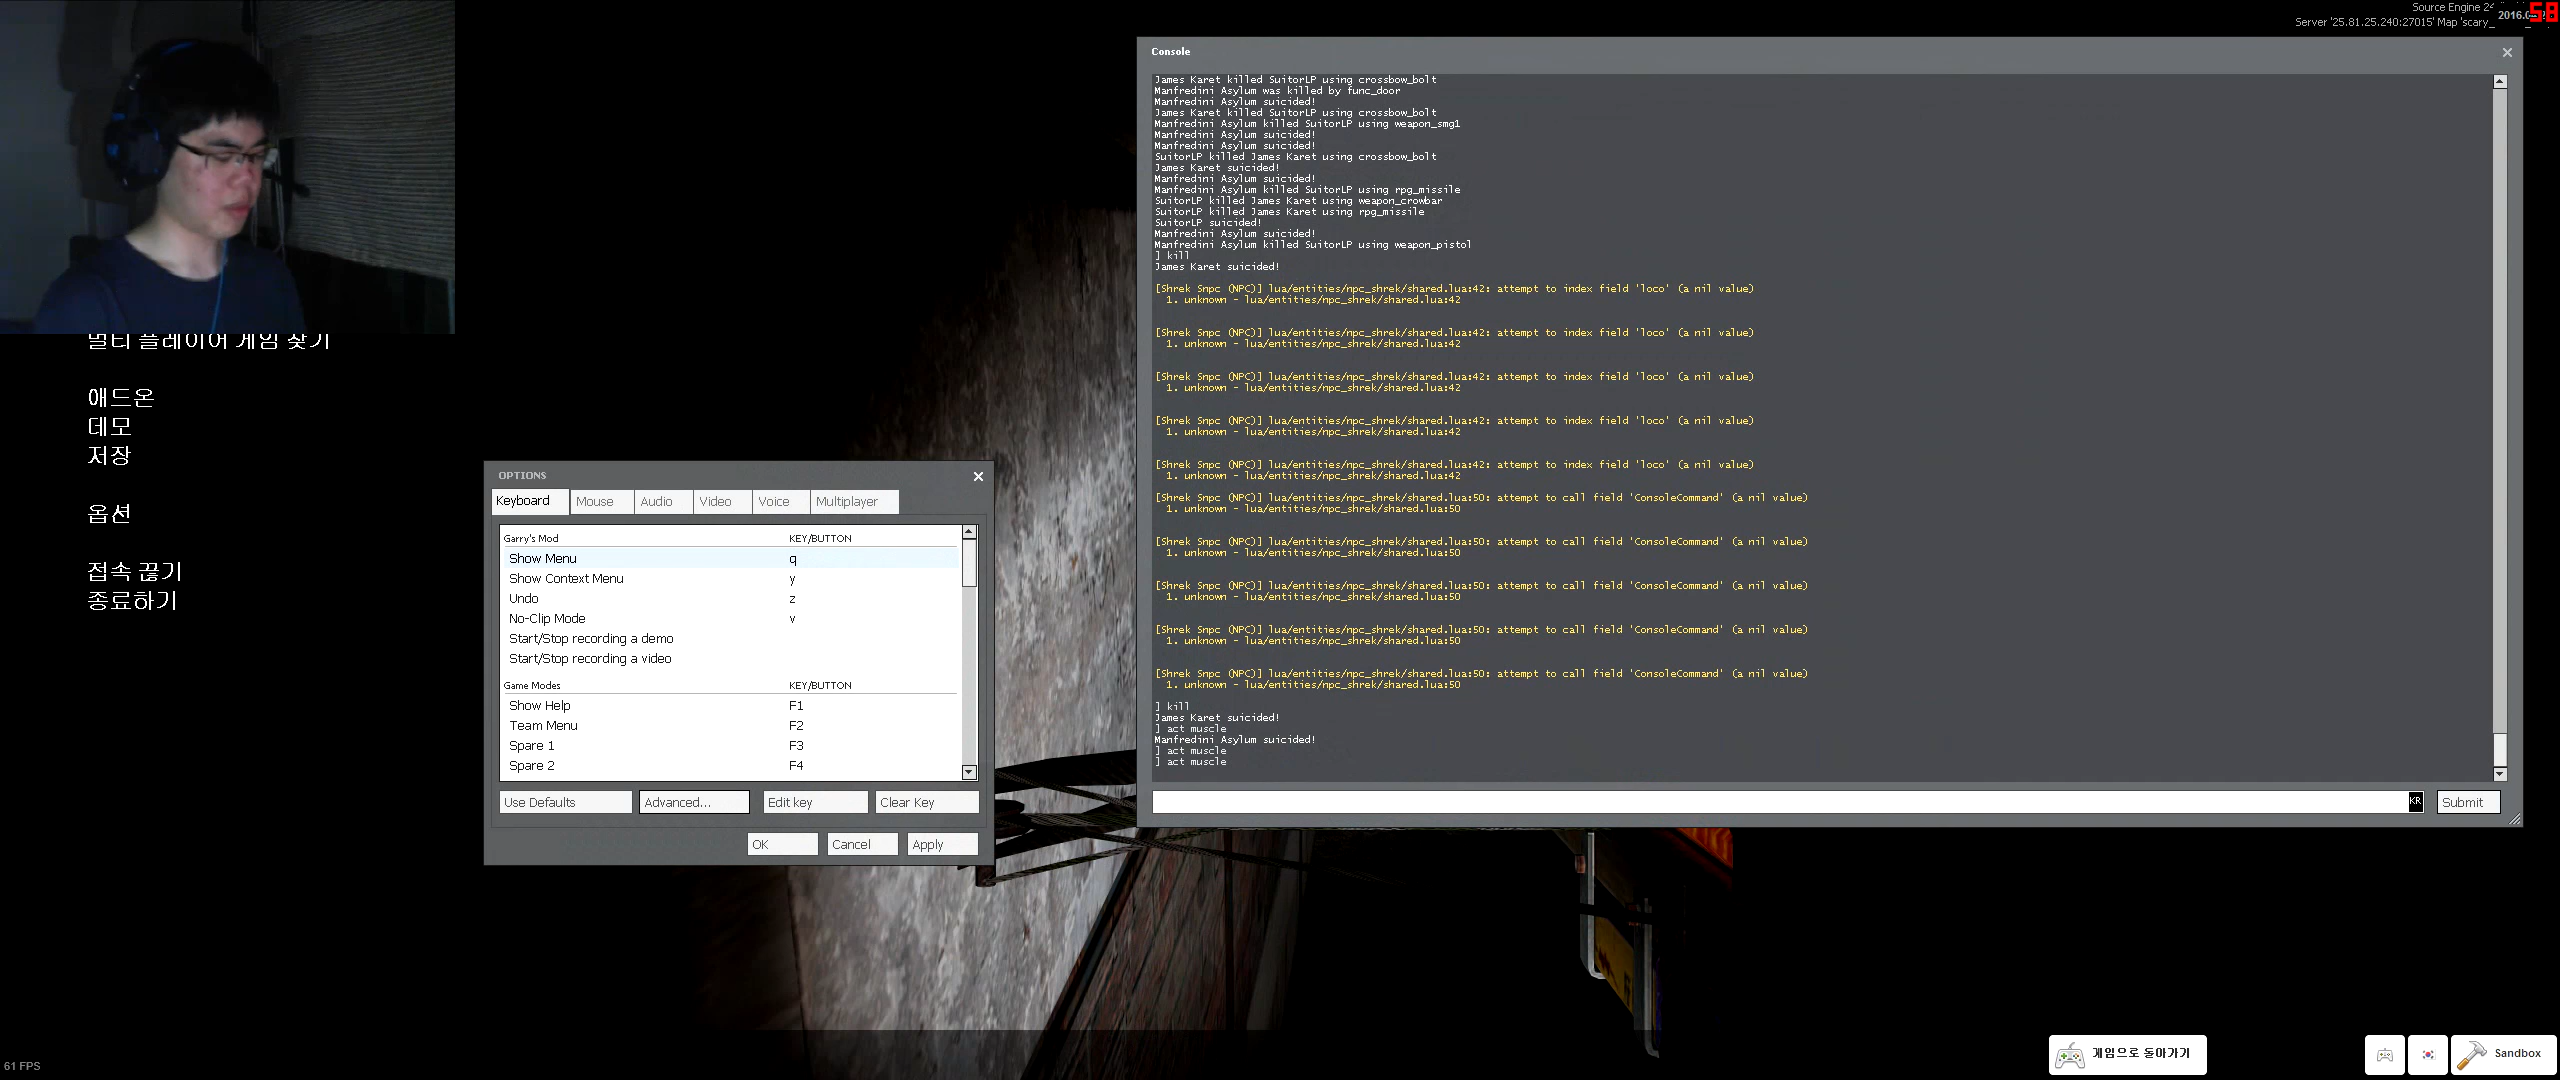 Source Engine
Server '25.81.25.240:27015' Map 'scary_
58
멀티 플레이어 게임 찾기
애드온
데모
저장
옵션
접속 끊기
종료하기
OPTIONS
Keyboard Mouse Audio Video Voice Multiplayer
Garry's Mod KEY/BUTTON
Show Menu q
Show Context Menu y
Undo z
No-Clip Mode v
Start/Stop recording a demo
Start/Stop recording a video
Game Modes KEY/BUTTON
Show Help F1
Team Menu F2
Spare 1 F3
Spare 2 F4
Use Defaults Advanced... Edit key Clear Key
OK Cancel Apply
Console
James Karet killed SuitorLP using crossbow_bolt
Manfredini Asylum was killed by func_door
Manfredini Asylum suicided!
James Karet killed SuitorLP using crossbow_bolt
Manfredini Asylum killed SuitorLP using weapon_smg1
Manfredini Asylum suicided!
Manfredini Asylum suicided!
SuitorLP killed James Karet using crossbow_bolt
James Karet suicided!
Manfredini Asylum suicided!
Manfredini Asylum killed SuitorLP using rpg_missile
SuitorLP killed James Karet using weapon_crowbar
SuitorLP killed James Karet using rpg_missile
SuitorLP suicided!
Manfredini Asylum suicided!
Manfredini Asylum killed SuitorLP using weapon_pistol
] kill
James Karet suicided!
[Shrek Snpc (NPC)] lua/entities/npc_shrek/shared.lua:42: attempt to index field 'loco' (a nil value)
1. unknown - lua/entities/npc_shrek/shared.lua:42
[Shrek Snpc (NPC)] lua/entities/npc_shrek/shared.lua:42: attempt to index field 'loco' (a nil value)
1. unknown - lua/entities/npc_shrek/shared.lua:42
[Shrek Snpc (NPC)] lua/entities/npc_shrek/shared.lua:42: attempt to index field 'loco' (a nil value)
1. unknown - lua/entities/npc_shrek/shared.lua:42
[Shrek Snpc (NPC)] lua/entities/npc_shrek/shared.lua:42: attempt to index field 'loco' (a nil value)
1. unknown - lua/entities/npc_shrek/shared.lua:42
[Shrek Snpc (NPC)] lua/entities/npc_shrek/shared.lua:42: attempt to index field 'loco' (a nil value)
1. unknown - lua/entities/npc_shrek/shared.lua:42
[Shrek Snpc (NPC)] lua/entities/npc_shrek/shared.lua:50: attempt to call field 'ConsoleCommand' (a nil value)
1. unknown - lua/entities/npc_shrek/shared.lua:50
[Shrek Snpc (NPC)] lua/entities/npc_shrek/shared.lua:50: attempt to call field 'ConsoleCommand' (a nil value)
1. unknown - lua/entities/npc_shrek/shared.lua:50
[Shrek Snpc (NPC)] lua/entities/npc_shrek/shared.lua:50: attempt to call field 'ConsoleCommand' (a nil value)
1. unknown - lua/entities/npc_shrek/shared.lua:50
[Shrek Snpc (NPC)] lua/entities/npc_shrek/shared.lua:50: attempt to call field 'ConsoleCommand' (a nil value)
1. unknown - lua/entities/npc_shrek/shared.lua:50
[Shrek Snpc (NPC)] lua/entities/npc_shrek/shared.lua:50: attempt to call field 'ConsoleCommand' (a nil value)
1. unknown - lua/entities/npc_shrek/shared.lua:50
] kill
James Karet suicided!
] act muscle
Manfredini Asylum suicided!
] act muscle
] act muscle
KR Submit
61 FPS
게임으로 돌아가기
Sandbox